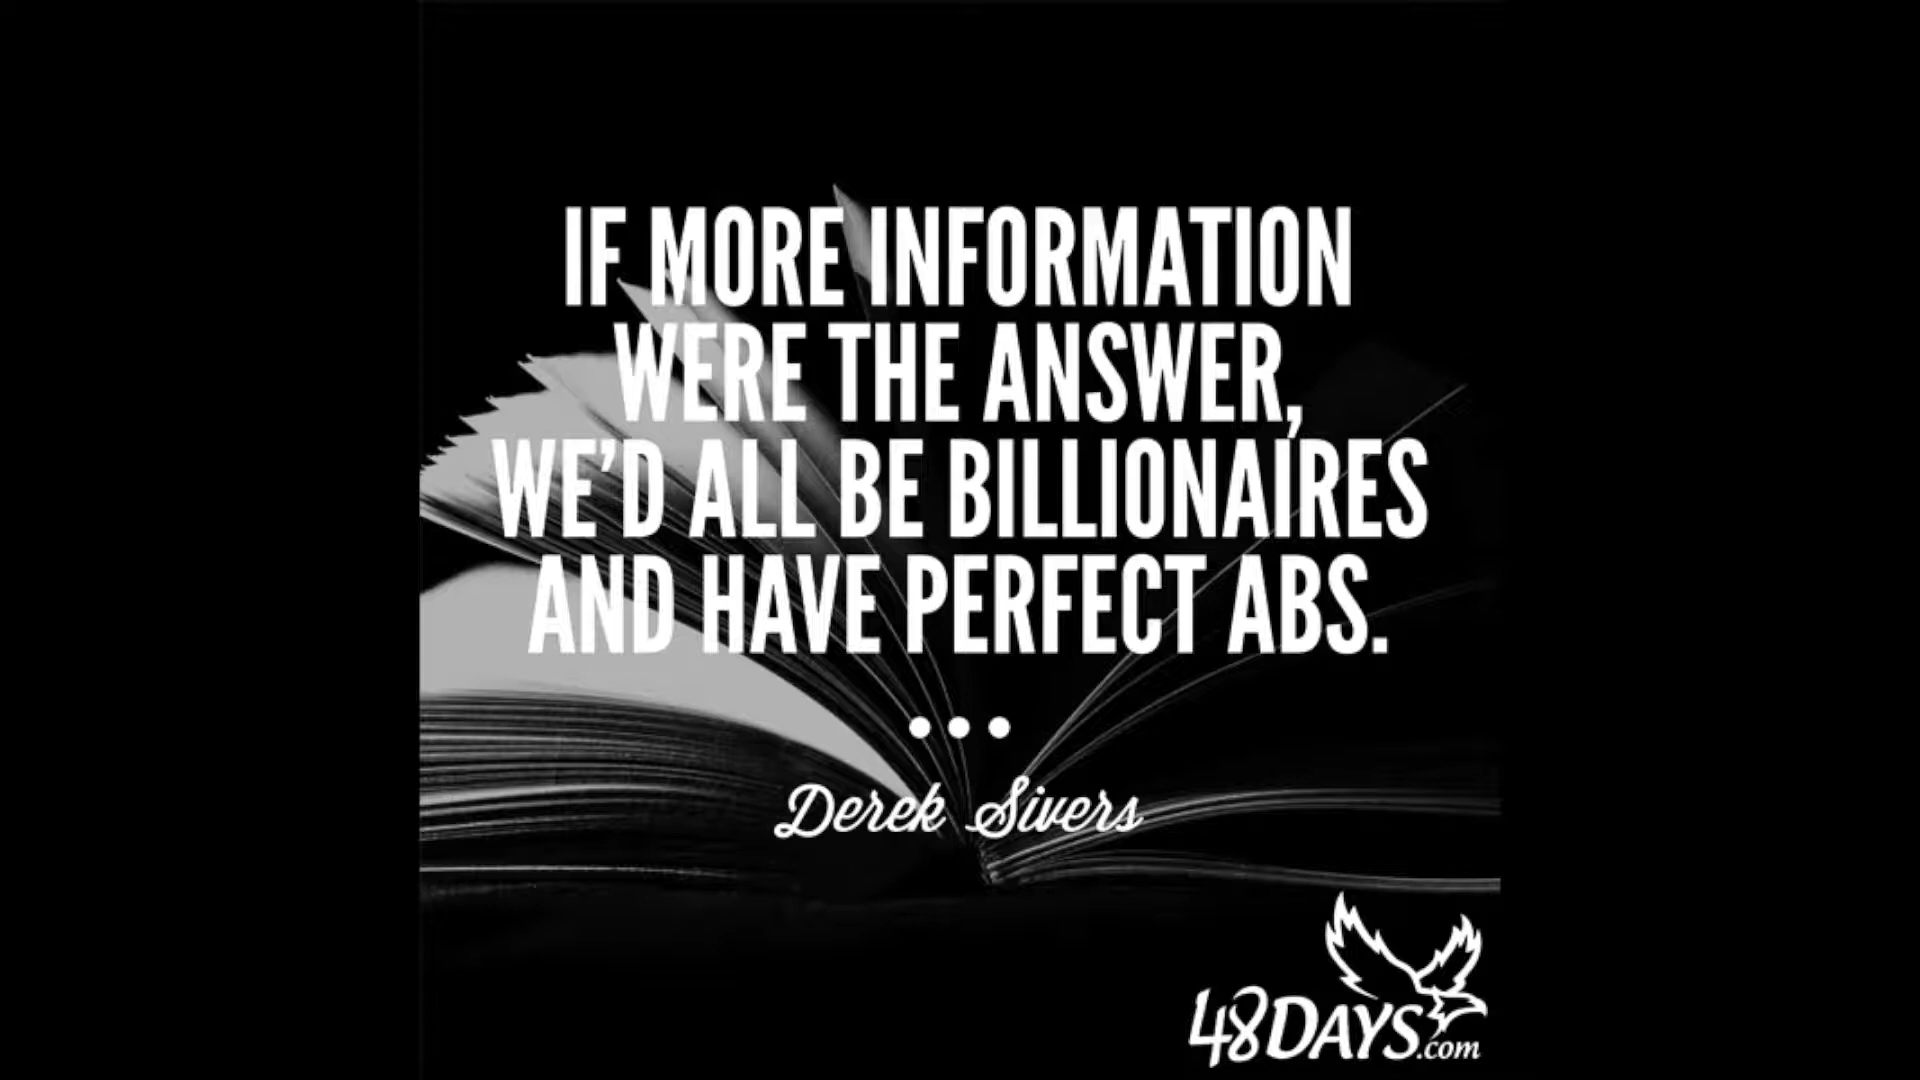 IF MORE INFORMATION
WERE THE ANSWER,
WE'D ALL BE BILLIONAIRES
AND HAVE PERFECT ABS.
Derek Sivers
48DAYS.com